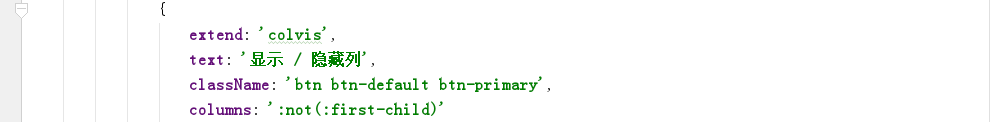 {
extend: 'colvis',
text: '显示 / 隐藏列',
className: 'btn btn-default btn-primary',
columns: ':not(:first-child)'